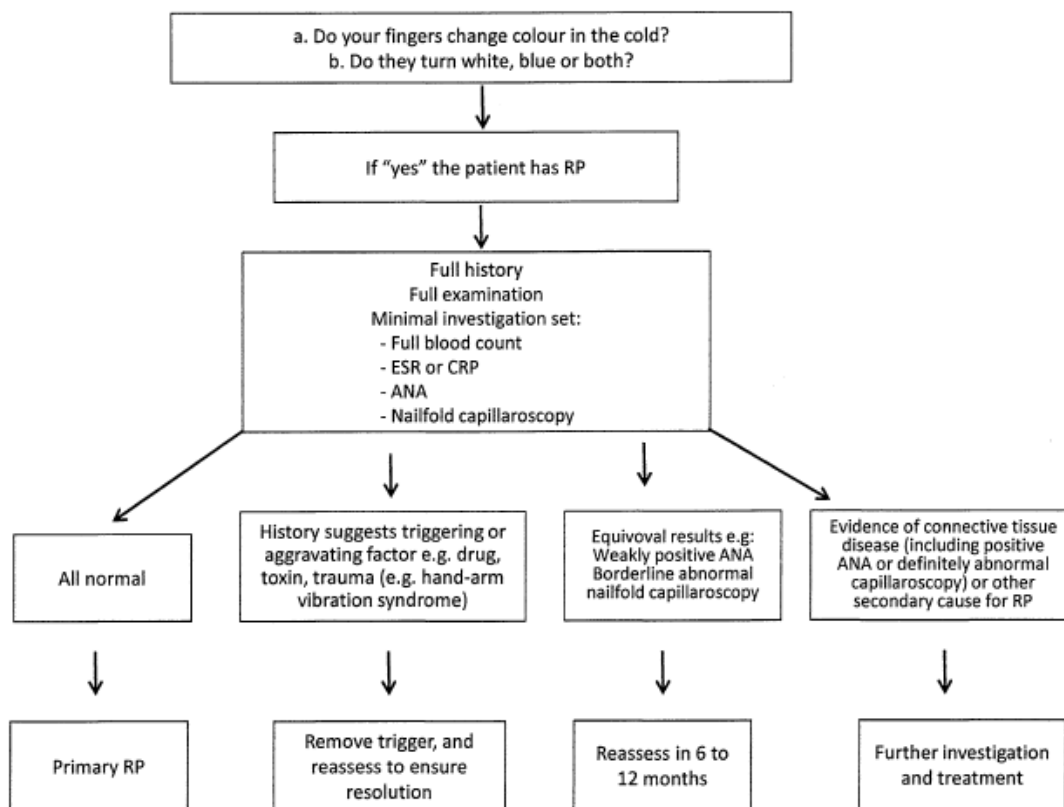 a. Do your fingers change colour in the cold?
b. Do they turn white, blue or both?
If “yes” the patient has RP
Full history
Full examination
Minimal investigation set:
- Full blood count
- ESR or CRP
- ANA
- Nailfold capillaroscopy
All normal
History suggests triggering or
aggravating factor e.g. drug,
toxin, trauma (e.g. hand-arm
vibration syndrome)
Equivoval results e.g:
Weakly positive ANA
Borderline abnormal
nailfold capillaroscopy
Evidence of connective tissue
disease (including positive
ANA or definitely abnormal
capillaroscopy) or other
secondary cause for RP
Primary RP
Remove trigger, and
reassess to ensure
resolution
Reassess in 6 to
12 months
Further investigation
and treatment